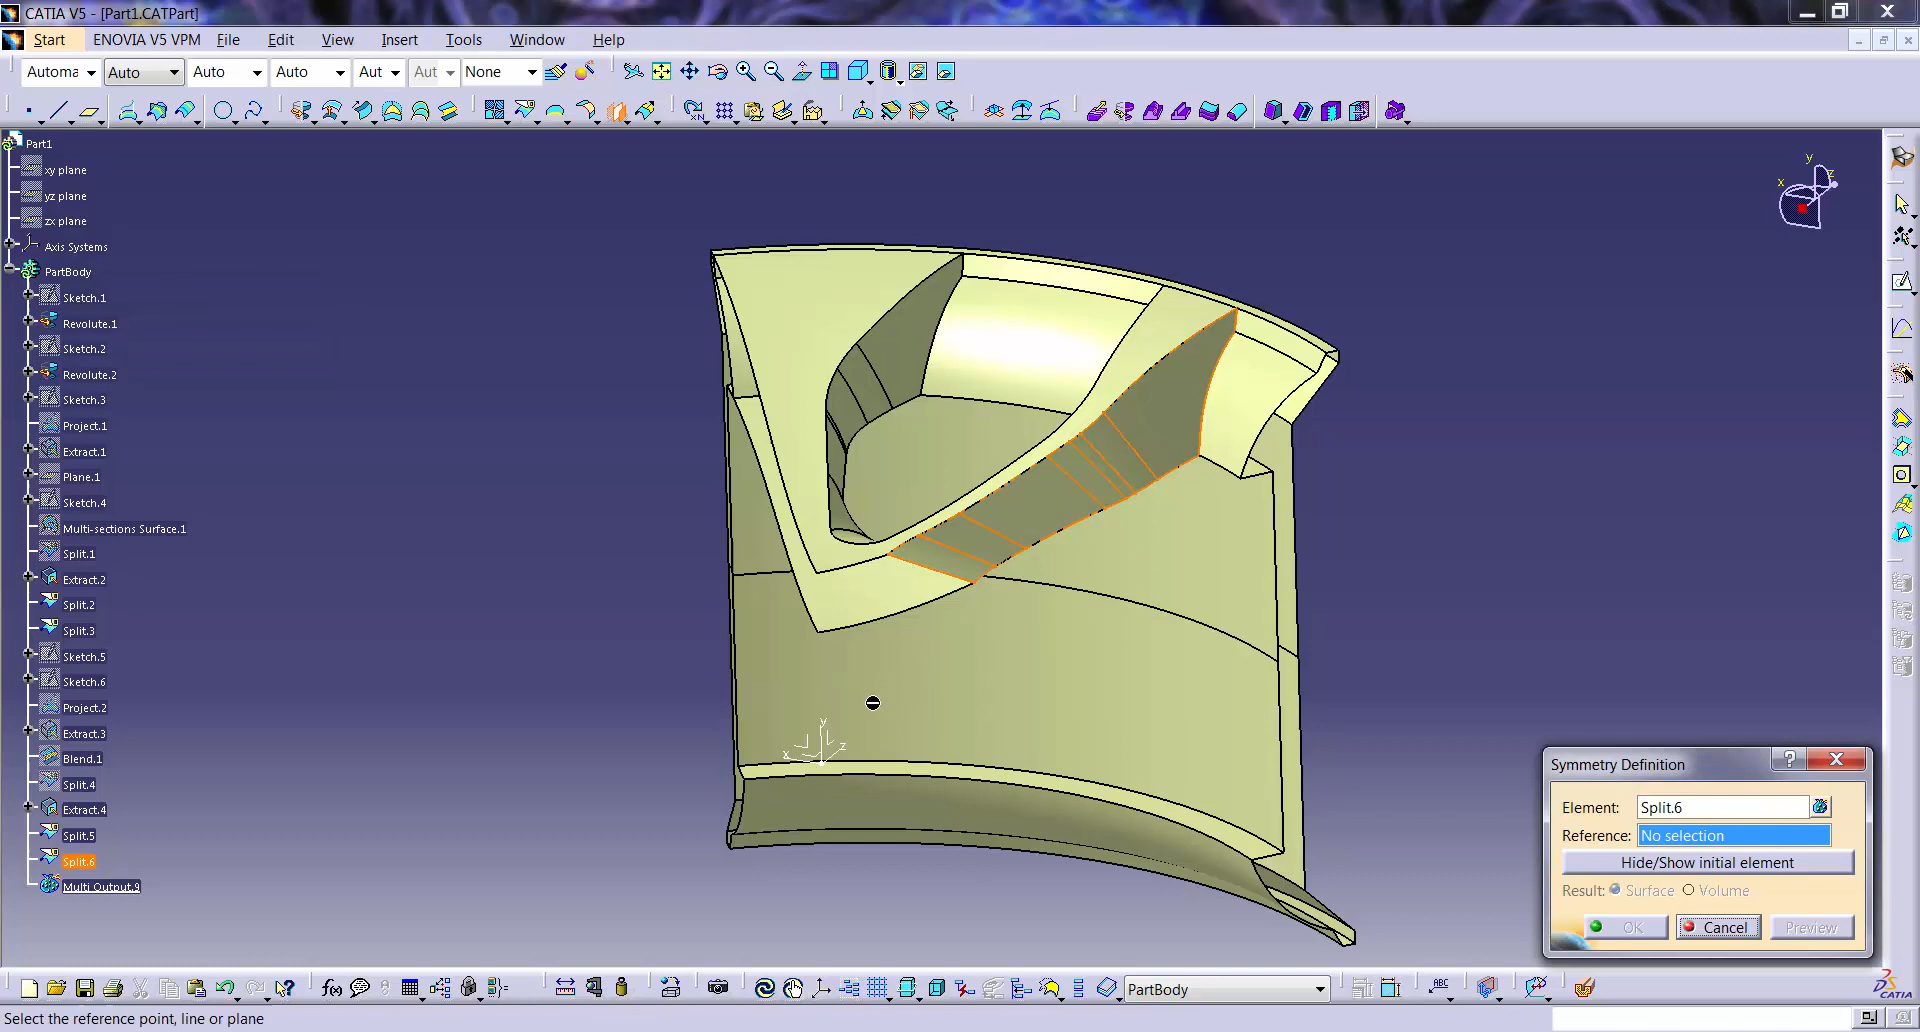 CATIA V5 - [Part1.CATPart]
Start ENOVIA V5 VPM File Edit View Insert Tools Window Help
Automa Auto Auto Auto Aut Aut None
Part1
xy plane
yz plane
zx plane
Axis Systems
PartBody
Sketch.1
Revolute.1
Sketch.2
Revolute.2
Sketch.3
Project.1
Extract.1
Plane.1
Sketch.4
Multi-sections Surface.1
Split.1
Extract.2
Split.2
Split.3
Sketch.5
Sketch.6
Project.2
Extract.3
Blend.1
Split.4
Extract.4
Split.5
Split.6
Multi Output.9
y
x z
y
x z
Symmetry Definition
Element: Split.6
Reference: No selection
Hide/Show initial element
Result: Surface Volume
OK Cancel Preview
f(x) PartBody ABC
CATIA
Select the reference point, line or plane